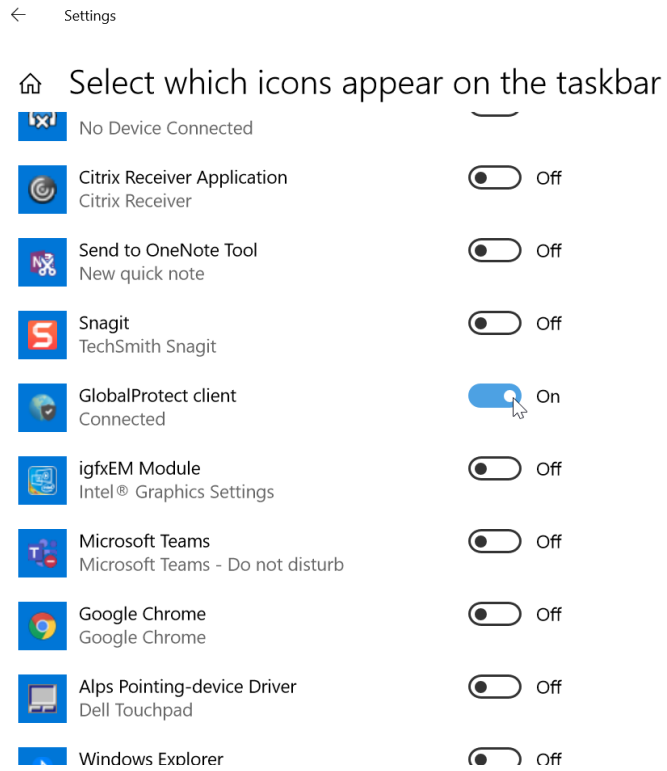 Settings
Select which icons appear on the taskbar
No Device Connected
Citrix Receiver Application
Off
Citrix Receiver
Send to OneNote Tool
Off
New quick note
Snagit
Off
TechSmith Snagit
GlobalProtect client
On
Connected
igfxEM Module
Off
Intel® Graphics Settings
Microsoft Teams
Off
Microsoft Teams - Do not disturb
Google Chrome
Off
Google Chrome
Alps Pointing-device Driver
Off
Dell Touchpad
Windows Explorer
Off